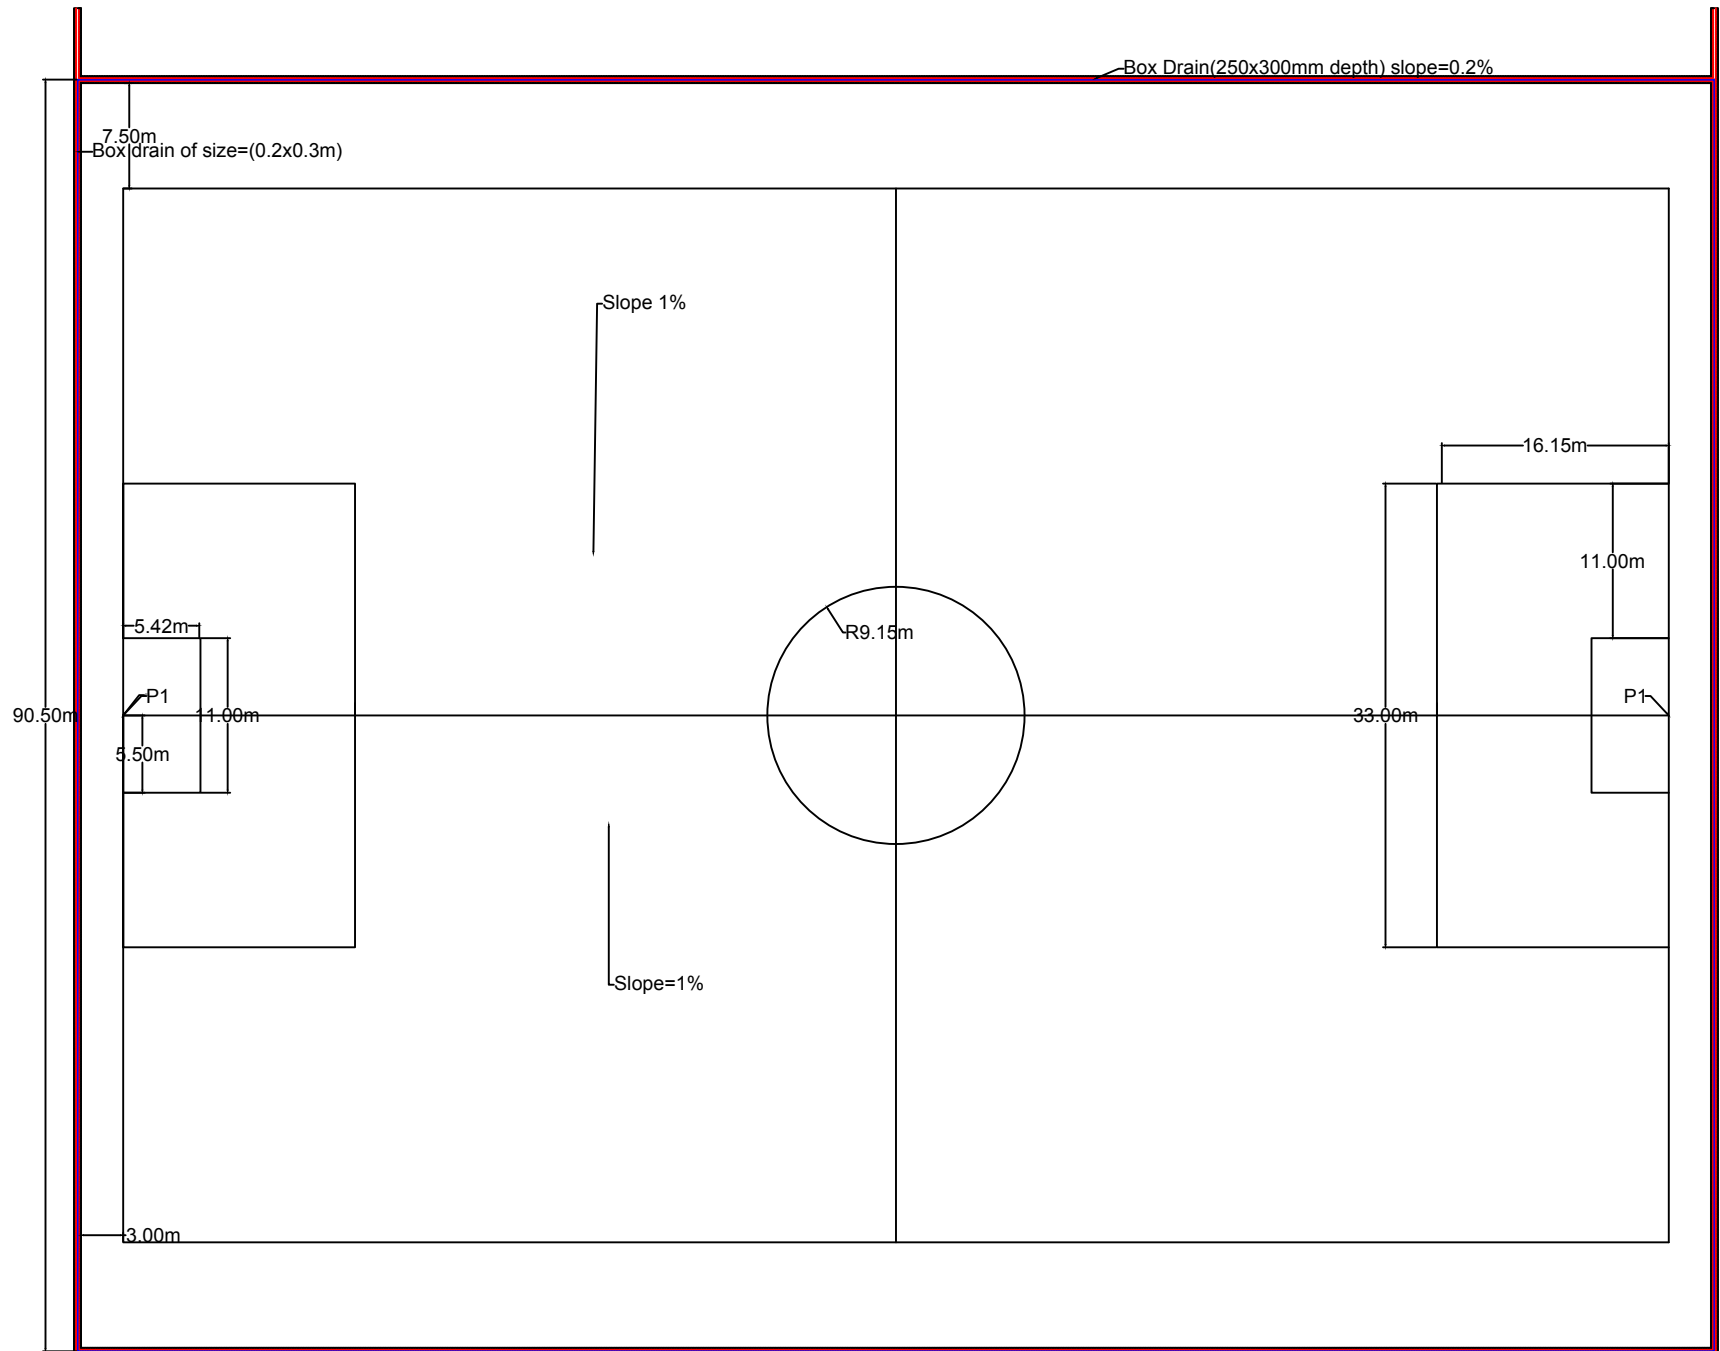 Box Drain(250x300mm depth) slope=0.2%
7.50m
Box drain of size=(0.2x0.3m)
Slope 1%
16.15m
11.00m
5.42m
R9.15m
P1
P1
90.50m
11.00m
33.00m
5.50m
Slope=1%
3.00m